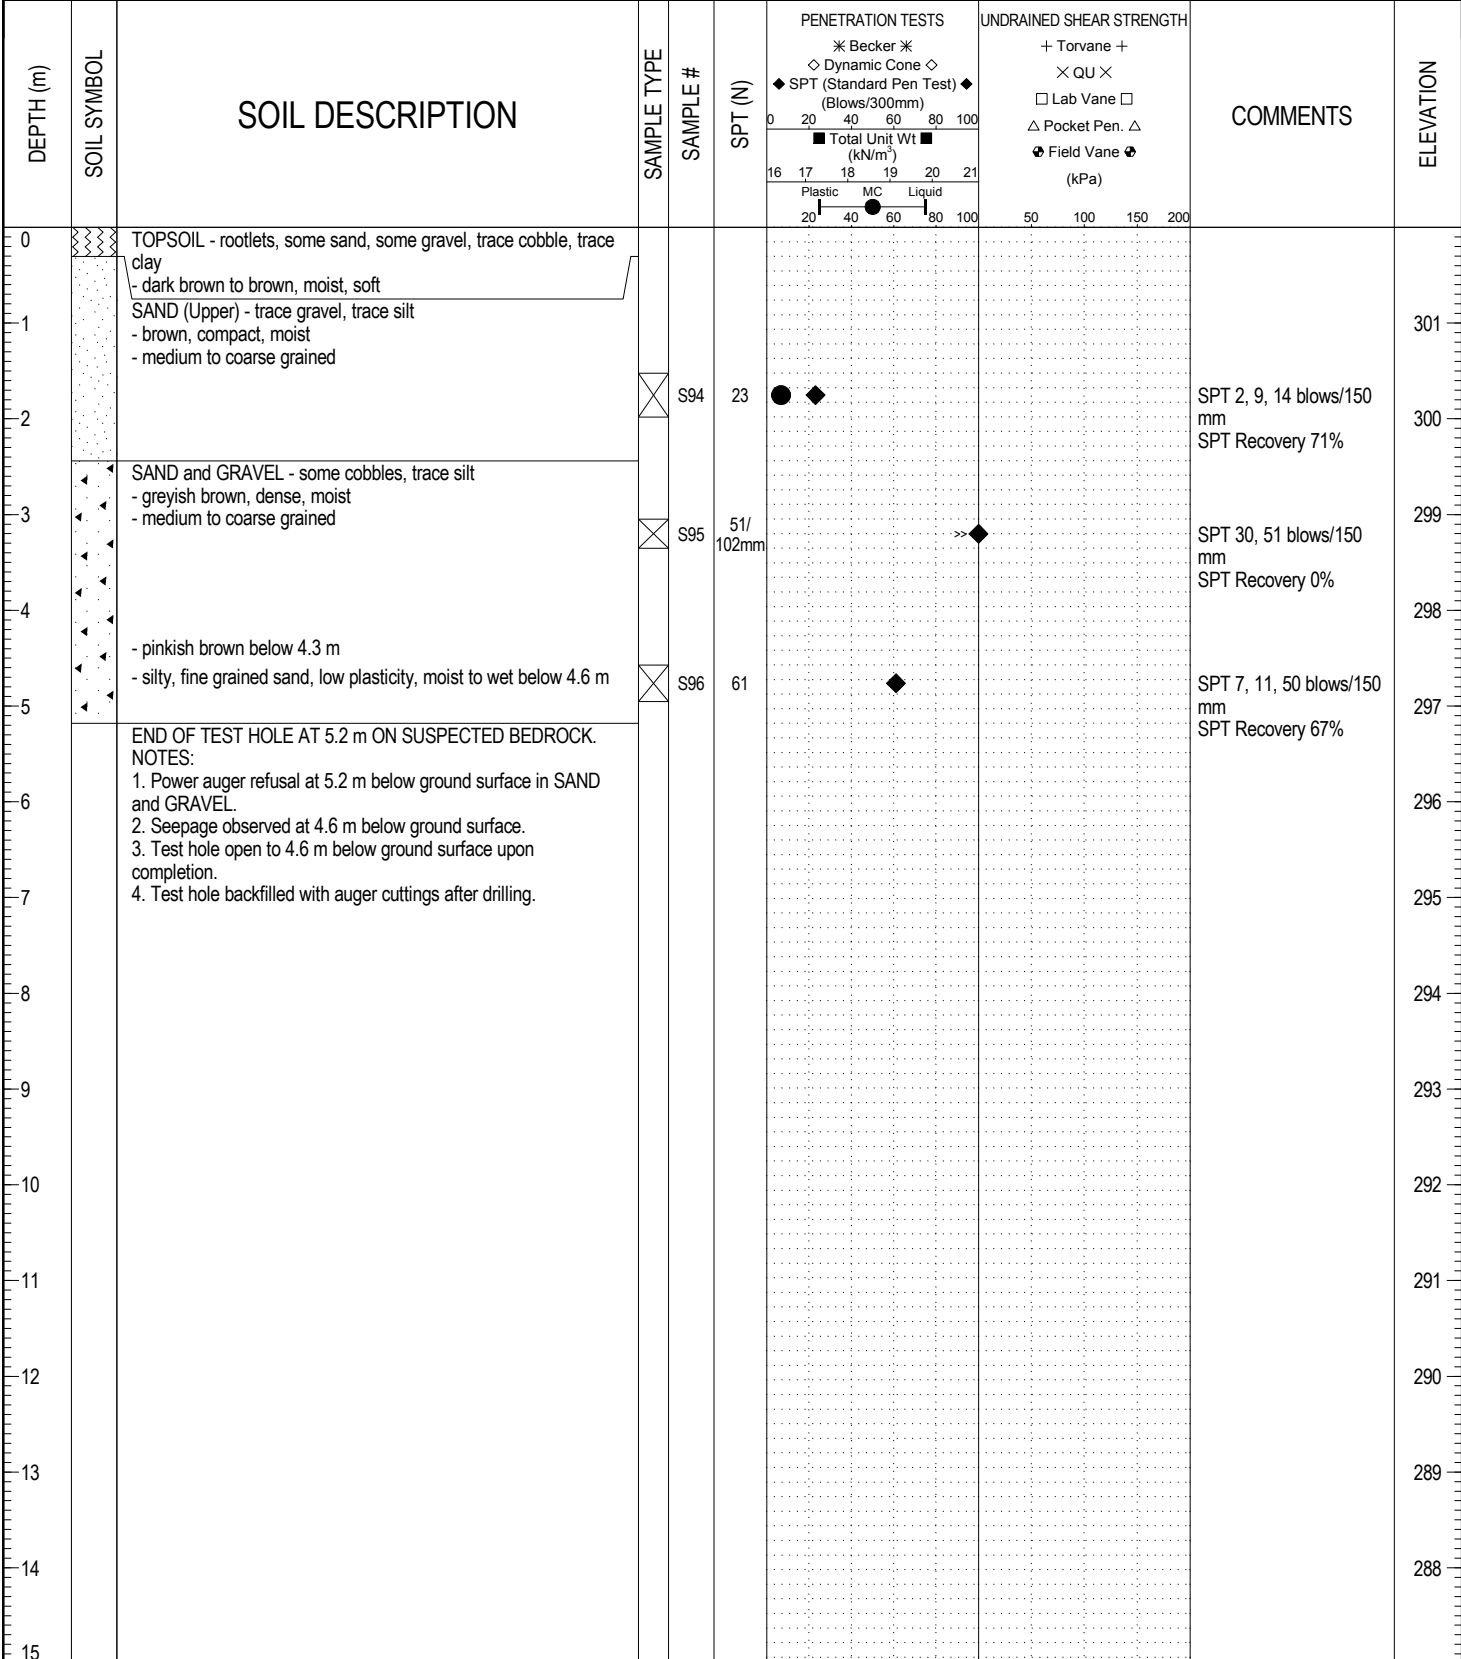 DEPTH (m)
SOIL SYMBOL
SOIL DESCRIPTION
SAMPLE TYPE
SAMPLE #
SPT (N)
PENETRATION TESTS
✳ Becker ✳
◇ Dynamic Cone ◇
◆ SPT (Standard Pen Test) ◆
(Blows/300mm)
0 20 40 60 80 100
■ Total Unit Wt ■
(kN/m³)
16 17 18 19 20 21
Plastic MC Liquid
20 40 60 80 100
UNDRAINED SHEAR STRENGTH
+ Torvane +
× QU ×
□ Lab Vane □
△ Pocket Pen. △
Field Vane
(kPa)
50 100 150 200
COMMENTS
ELEVATION
0
TOPSOIL - rootlets, some sand, some gravel, trace cobble, trace
clay
- dark brown to brown, moist, soft
SAND (Upper) - trace gravel, trace silt
- brown, compact, moist
- medium to coarse grained
1
301
S94
23
SPT 2, 9, 14 blows/150
mm
SPT Recovery 71%
2
300
SAND and GRAVEL - some cobbles, trace silt
- greyish brown, dense, moist
- medium to coarse grained
3
299
S95
51/
102mm
>>
SPT 30, 51 blows/150
mm
SPT Recovery 0%
4
298
- pinkish brown below 4.3 m
- silty, fine grained sand, low plasticity, moist to wet below 4.6 m
S96
61
SPT 7, 11, 50 blows/150
mm
SPT Recovery 67%
5
297
END OF TEST HOLE AT 5.2 m ON SUSPECTED BEDROCK.
NOTES:
1. Power auger refusal at 5.2 m below ground surface in SAND
and GRAVEL.
2. Seepage observed at 4.6 m below ground surface.
3. Test hole open to 4.6 m below ground surface upon
completion.
4. Test hole backfilled with auger cuttings after drilling.
6
296
7
295
8
294
9
293
10
292
11
291
12
290
13
289
14
288
15